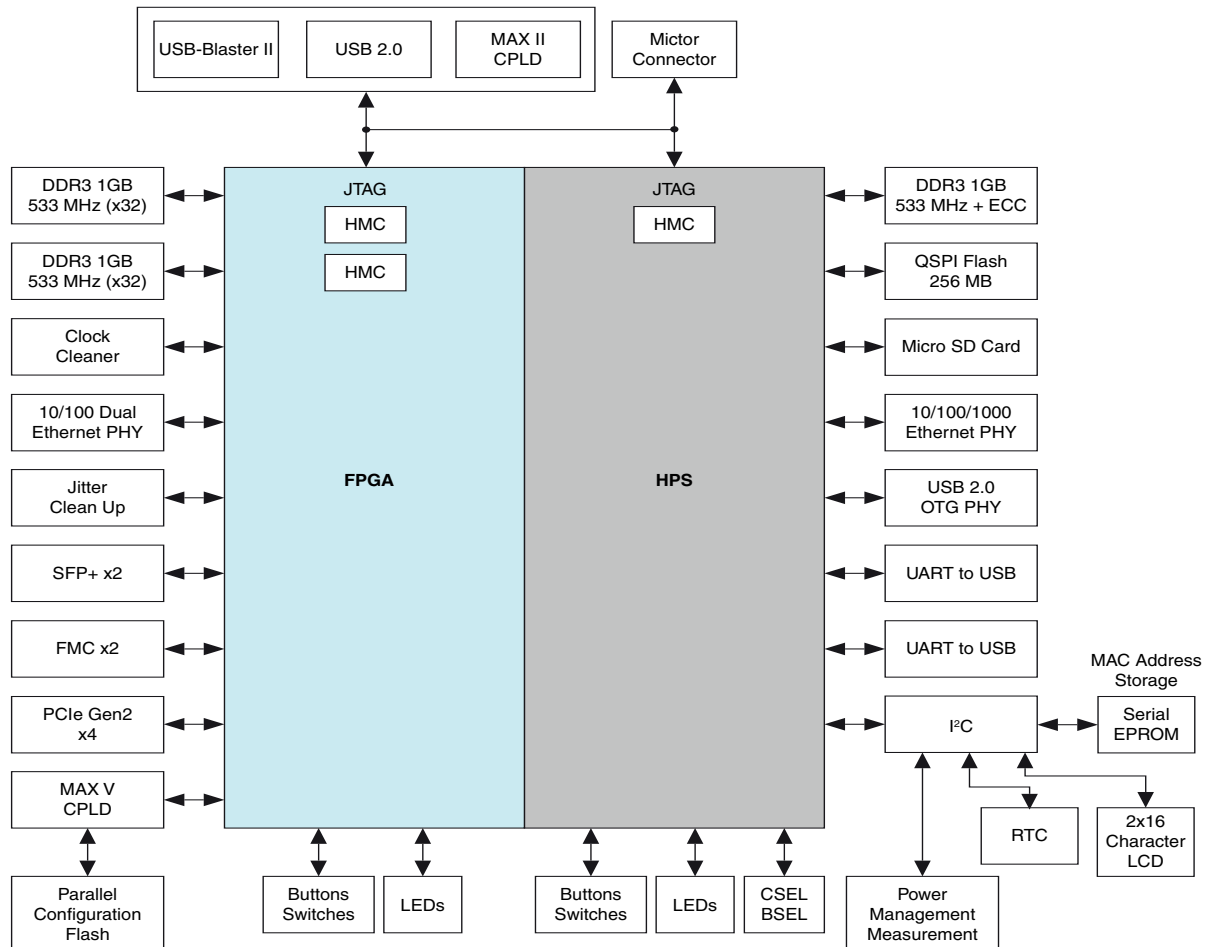 USB-Blaster II
USB 2.0
MAX II
CPLD
Mictor
Connector
DDR3 1GB
533 MHz (x32)
DDR3 1GB
533 MHz (x32)
Clock
Cleaner
10/100 Dual
Ethernet PHY
Jitter
Clean Up
SFP+ x2
FMC x2
PCIe Gen2
x4
MAX V
CPLD
Parallel
Configuration
Flash
JTAG
HMC
HMC
FPGA
Buttons
Switches
LEDs
JTAG
HMC
HPS
Buttons
Switches
LEDs
CSEL
BSEL
DDR3 1GB
533 MHz + ECC
QSPI Flash
256 MB
Micro SD Card
10/100/1000
Ethernet PHY
USB 2.0
OTG PHY
UART to USB
UART to USB
I²C
MAC Address
Storage
Serial
EPROM
Power
Management
Measurement
RTC
2x16
Character
LCD